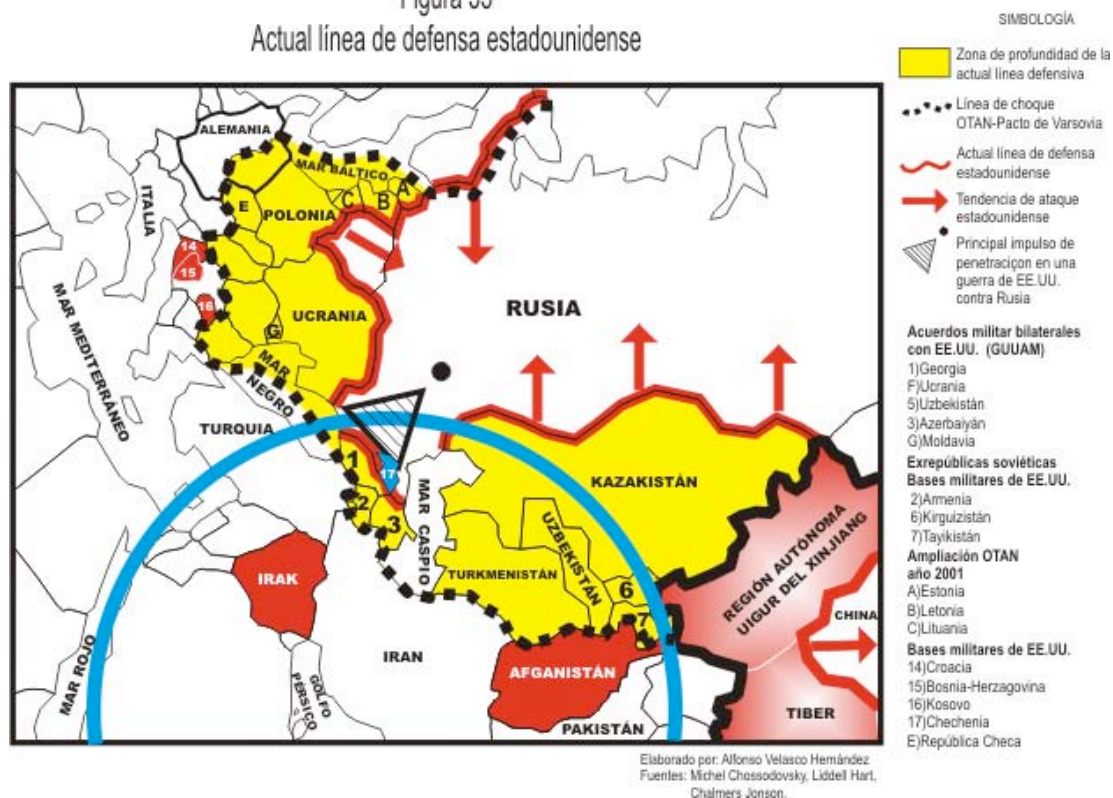 Figura 35
Actual línea de defensa estadounidense
ALEMANIA
MAR BÁLTICO
ITALIA
E
POLONIA
C
B
A
14
15
16
UCRANIA
G
RUSIA
MAR MEDITERRÁNEO
MAR
NEGRO
TURQUIA
1
2
3
17
MAR CASPIO
KAZAKISTÁN
UZBEKISTÁN
TURKMENISTÁN
6
7
REGIÓN AUTÓNOMA
UIGUR DEL XINJIANG
CHINA
IRAK
IRAN
AFGANISTÁN
MAR ROJO
GOLFO
PÉRSICO
PAKISTÁN
TIBER
SIMBOLOGÍA
Zona de profundidad de la
actual línea defensiva
Línea de choque
OTAN-Pacto de Varsovia
Actual línea de defensa
estadounidense
Tendencia de ataque
estadounidense
Principal impulso de
penetraciçon en una
guerra de EE.UU.
contra Rusia
Acuerdos militar bilaterales
con EE.UU. (GUUAM)
1)Georgia
F)Ucrania
5)Uzbekistán
3)Azerbaiyán
G)Moldavia
Exrepúblicas soviéticas
Bases militares de EE.UU.
2)Armenia
6)Kirguizistán
7)Tayikistán
Ampliación OTAN
año 2001
A)Estonia
B)Letonia
C)Lituania
Bases militares de EE.UU.
14)Croacia
15)Bosnia-Herzagovina
16)Kosovo
17)Chechenia
E)República Checa
Elaborado por: Alfonso Velasco Hernández
Fuentes: Michel Chossodovsky, Liddell Hart,
Chalmers Jonson.